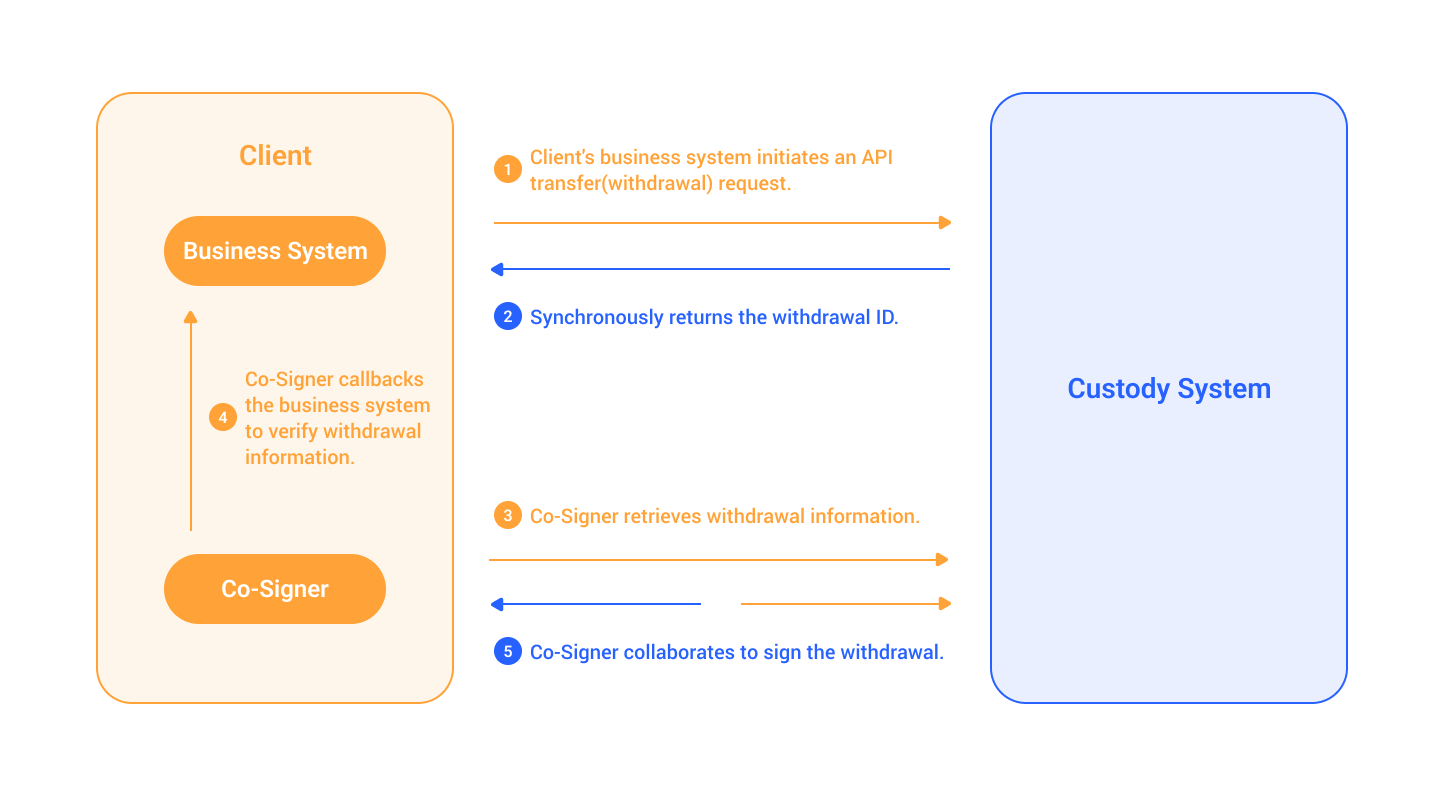 Client
Business System
4
Co-Signer callbacks
the business system
to verify withdrawal
information.
Co-Signer
1
Client's business system initiates an API
transfer(withdrawal) request.
2
Synchronously returns the withdrawal ID.
3
Co-Signer retrieves withdrawal information.
5
Co-Signer collaborates to sign the withdrawal.
Custody System